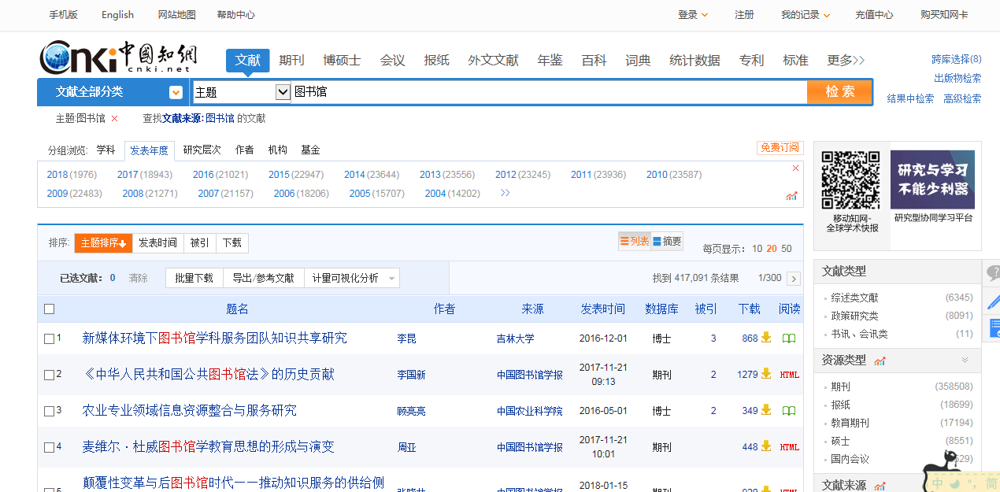 手机版 English 网站地图 帮助中心 登录 注册 我的记录 充值中心 购买知网卡
Cnki 中國知網
cnki.net
文献 期刊 博硕士 会议 报纸 外文文献 年鉴 百科 词典 统计数据 专利 标准 更多>>
跨库选择(8)
出版物检索
文献全部分类 主题 图书馆 检索
结果中检索 高级检索
主题:图书馆 × 查找文献来源:图书馆 的文献
分组浏览: 学科 发表年度 研究层次 作者 机构 基金 免费订阅
2018(1976) 2017(18943) 2016(21021) 2015(22947) 2014(23644) 2013(23556) 2012(23245) 2011(23936) 2010(23587)
2009(22483) 2008(21271) 2007(21157) 2006(18206) 2005(15707) 2004(14202) >>
研究与学习
不能少利器
移动知网-
全球学术快报
研究型协同学习平台
排序: 主题排序 发表时间 被引 下载 列表 摘要 每页显示: 10 20 50
已选文献: 0 清除 批量下载 导出/参考文献 计量可视化分析 找到 417,091 条结果 1/300 >
题名 作者 来源 发表时间 数据库 被引 下载 阅读
1 新媒体环境下图书馆学科服务团队知识共享研究 李昆 吉林大学 2016-12-01 博士 3 868
2 《中华人民共和国公共图书馆法》的历史贡献 李国新 中国图书馆学报 2017-11-21 09:13 期刊 2 1279 HTML
3 农业专业领域信息资源整合与服务研究 顾亮亮 中国农业科学院 2016-05-01 博士 2 349
4 麦维尔·杜威图书馆学教育思想的形成与演变 周亚 中国图书馆学报 2017-11-21 10:01 期刊 448 HTML
颠覆性变革与后图书馆时代——推动知识服务的供给侧 2018-01-15
文献类型
综述类文献 (6345)
政策研究类 (8091)
书讯、会讯类 (11)
资源类型
期刊 (358508)
报纸 (18699)
教育期刊 (17194)
硕士 (8551)
国内会议
文献来源
中 简